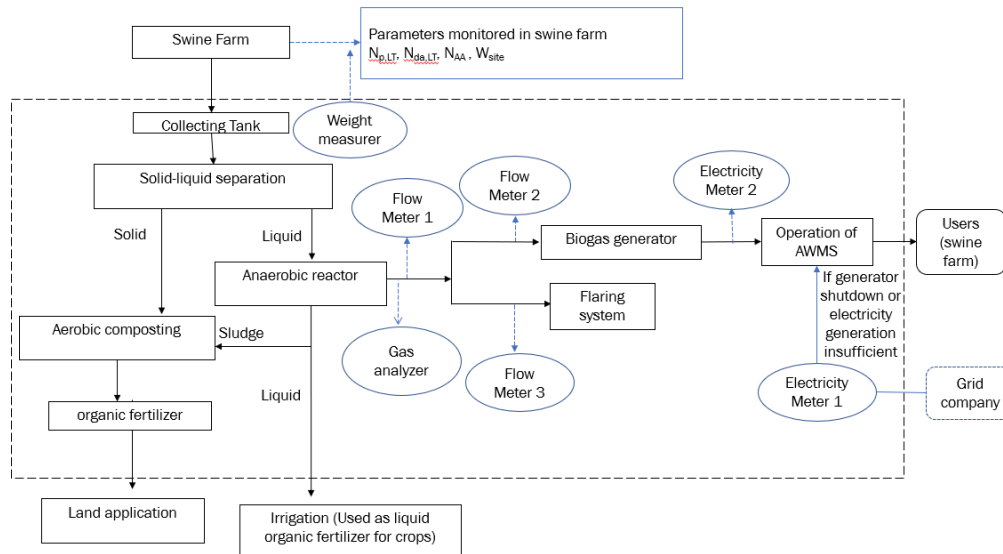 Swine Farm
Parameters monitored in swine farm
Np,LT, Nda,LT, NAA , Wsite
Collecting Tank
Weight
measurer
Solid-liquid separation
Flow
Meter 1
Flow
Meter 2
Electricity
Meter 2
Solid
Liquid
Biogas generator
Operation of
AWMS
Users
(swine
farm)
Anaerobic reactor
If generator
shutdown or
electricity
generation
insufficient
Flaring
system
Aerobic composting
Sludge
Gas
analyzer
Flow
Meter 3
Electricity
Meter 1
Grid
company
Liquid
organic fertilizer
Land application
Irrigation (Used as liquid
organic fertilizer for crops)